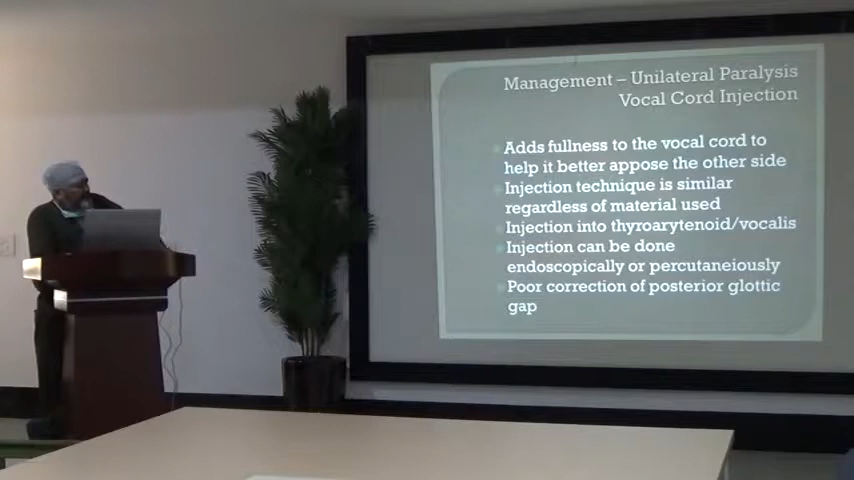 Management – Unilateral Paralysis
Vocal Cord Injection
Adds fullness to the vocal cord to
help it better appose the other side
Injection technique is similar
regardless of material used
Injection into thyroarytenoid/vocalis
Injection can be done
endoscopically or percutaneiously
Poor correction of posterior glottic
gap